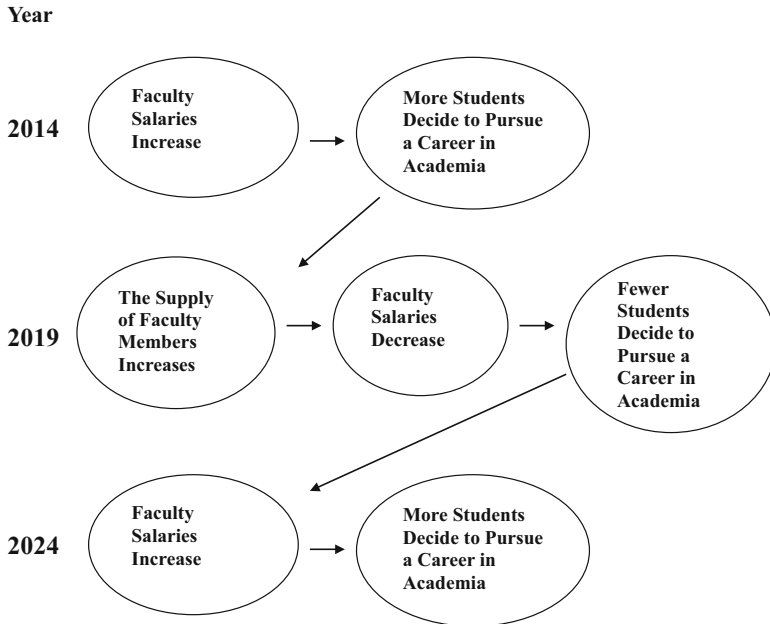 Year
2014
Faculty
Salaries
Increase
More Students
Decide to Pursue
a Career in
Academia
2019
The Supply
of Faculty
Members
Increases
Faculty
Salaries
Decrease
Fewer
Students
Decide to
Pursue a
Career in
Academia
2024
Faculty
Salaries
Increase
More Students
Decide to Pursue
a Career in
Academia